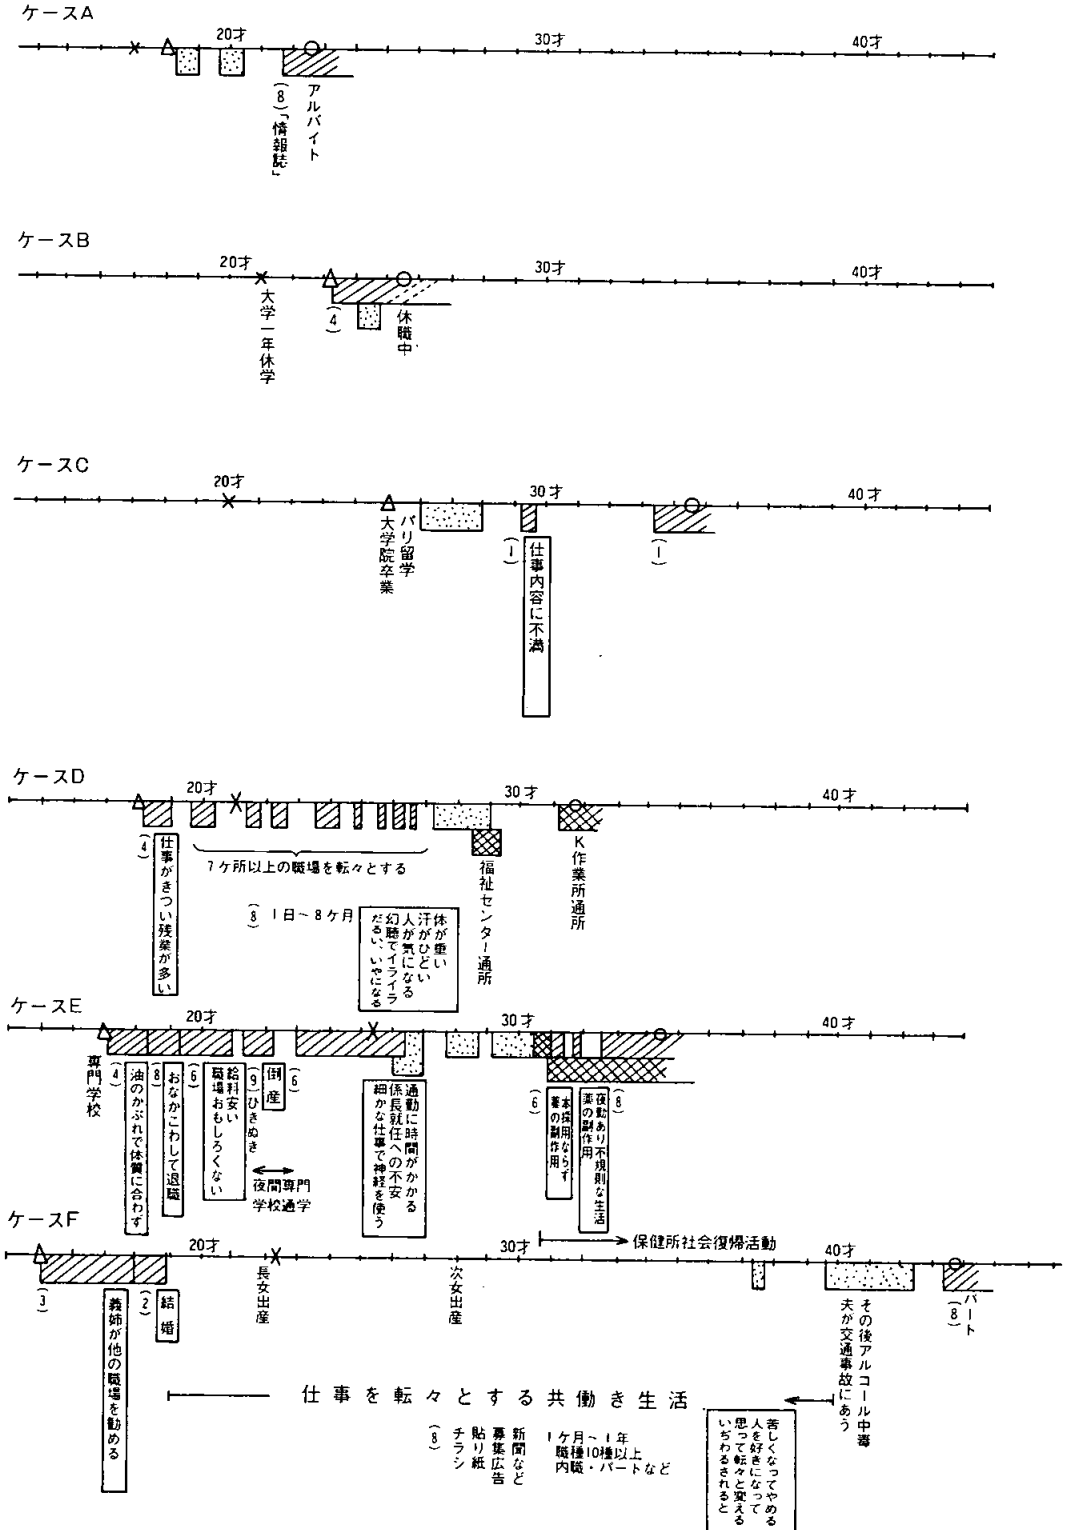 ケースA
20才
30才
40才
(8)「情報誌」
アルバイト
ケースB
20才
30才
40才
大学一年休学
(4)
休職中
ケースC
20才
30才
40才
大学院卒業
パリ留学
(1)
仕事内容に不満
(1)
ケースD
20才
30才
40才
(4)
仕事がきつい残業が多い
7ヶ所以上の職場を転々とする
(8) 1日〜8ヶ月
体が重い
汗がひどい
人が気になる
幻聴でイライラ
だるい、いやになる
福祉センター通所
K作業所通所
ケースE
20才
30才
40才
専門学校
(4)
油のかぶれで体質に合わず
(8)
おなかこわして退職
(6)
給料安い
職場おもしろくない
(9)ひきぬき
倒産
(6)
夜間専門
学校通学
通勤に時間がかかる
係長就任への不安
細かな仕事で神経を使う
(6)
本採用ならず
薬の副作用
夜勤あり不規則な生活
薬の副作用
(8)
保健所社会復帰活動
ケースF
20才
30才
40才
(3)
義姉が他の職場を勧める
(2)
結婚
長女出産
次女出産
その後アルコール中毒
夫が交通事故にあう
(8)パート
仕事を転々とする共働き生活
新聞など
募集広告
貼り紙
チラシ
(8)
1ヶ月〜1年
職種10種以上
内職・パートなど
苦しくなってやめる
人を好きになって
思って転々と変える
いぢわるされると